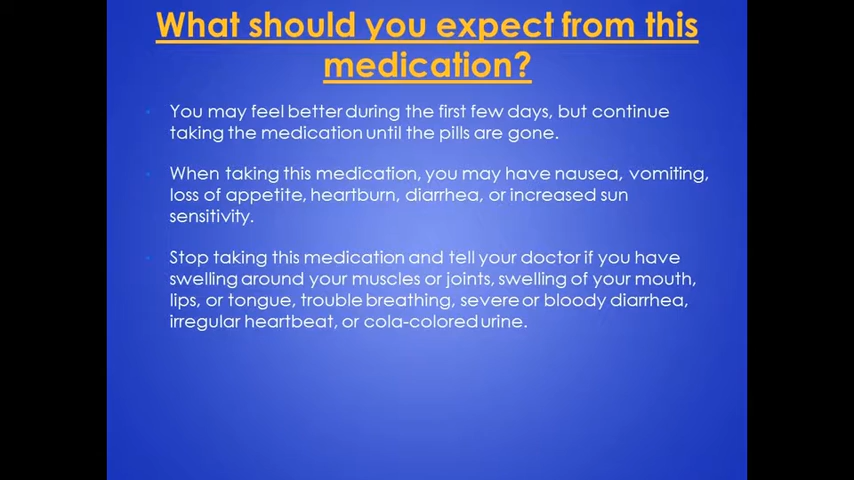 What should you expect from this
medication?
You may feel better during the first few days, but continue
taking the medication until the pills are gone.
When taking this medication, you may have nausea, vomiting,
loss of appetite, heartburn, diarrhea, or increased sun
sensitivity.
Stop taking this medication and tell your doctor if you have
swelling around your muscles or joints, swelling of your mouth,
lips, or tongue, trouble breathing, severe or bloody diarrhea,
irregular heartbeat, or cola-colored urine.